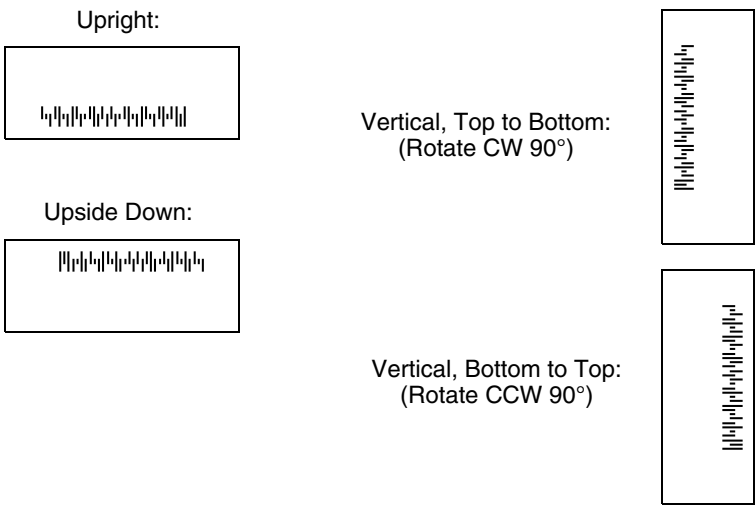 Upright:
Vertical, Top to Bottom:
(Rotate CW 90°)
Upside Down:
Vertical, Bottom to Top:
(Rotate CCW 90°)